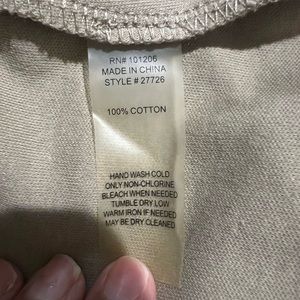 RN# 101206
MADE IN CHINA
STYLE # 27726
100% COTTON
HAND WASH COLD
ONLY NON-CHLORINE
BLEACH WHEN NEEDED
TUMBLE DRY LOW
WARM IRON IF NEEDED
MAY BE DRY CLEANED